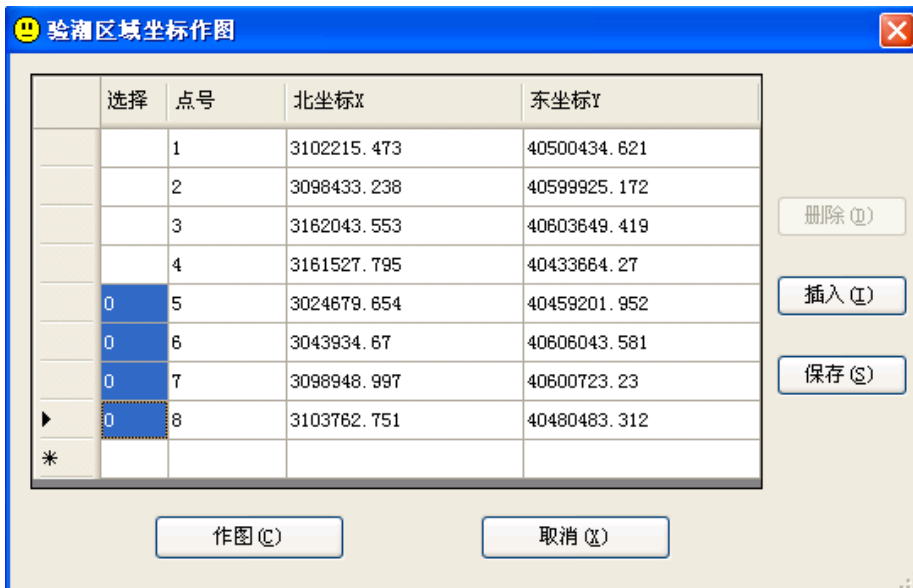 验潮区域坐标作图
选择 点号 北坐标X 东坐标Y
1 3102215.473 40500434.621
2 3098433.238 40599925.172
3 3162043.553 40603649.419
4 3161527.795 40433664.27
0 5 3024679.654 40459201.952
0 6 3043934.67 40606043.581
0 7 3098948.997 40600723.23
0 8 3103762.751 40480483.312
删除(D)
插入(I)
保存(S)
作图(C) 取消(X)